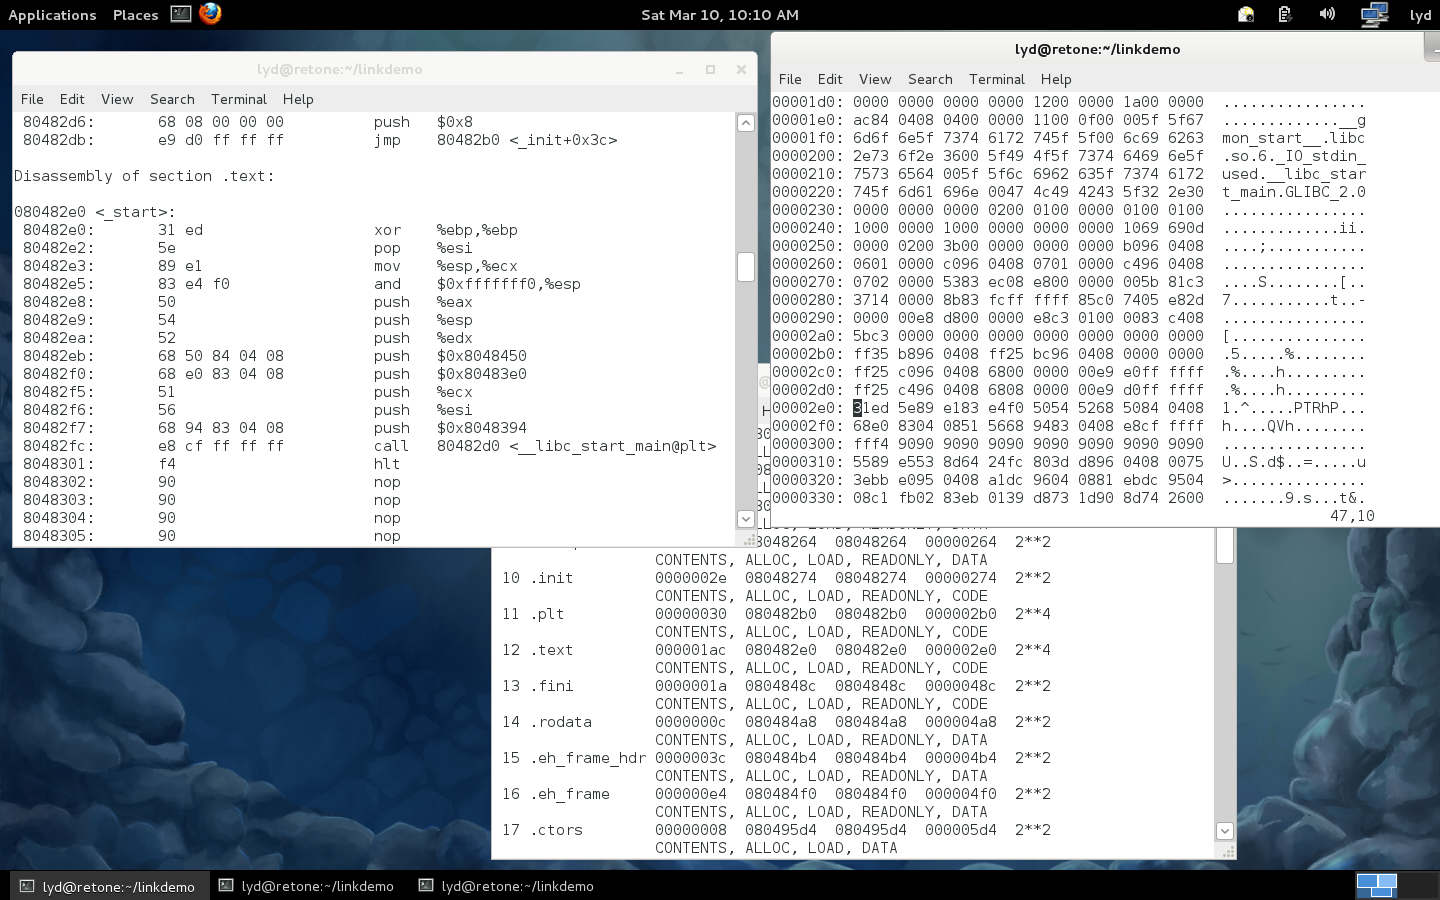 Applications Places Sat Mar 10, 10:10 AM lyd
lyd@retone:~/linkdemo
File Edit View Search Terminal Help
80482d6: 68 08 00 00 00 push $0x8
80482db: e9 d0 ff ff ff jmp 80482b0 <_init+0x3c>
Disassembly of section .text:
080482e0 <_start>:
80482e0: 31 ed xor %ebp,%ebp
80482e2: 5e pop %esi
80482e3: 89 e1 mov %esp,%ecx
80482e5: 83 e4 f0 and $0xfffffff0,%esp
80482e8: 50 push %eax
80482e9: 54 push %esp
80482ea: 52 push %edx
80482eb: 68 50 84 04 08 push $0x8048450
80482f0: 68 e0 83 04 08 push $0x80483e0
80482f5: 51 push %ecx
80482f6: 56 push %esi
80482f7: 68 94 83 04 08 push $0x8048394
80482fc: e8 cf ff ff ff call 80482d0 <__libc_start_main@plt>
8048301: f4 hlt
8048302: 90 nop
8048303: 90 nop
8048304: 90 nop
8048305: 90 nop
lyd@retone:~/linkdemo
File Edit View Search Terminal Help
00001d0: 0000 0000 0000 0000 1200 0000 1a00 0000 ................
00001e0: ac84 0408 0400 0000 1100 0f00 005f 5f67 .............__g
00001f0: 6d6f 6e5f 7374 6172 745f 5f00 6c69 6263 mon_start__.libc
0000200: 2e73 6f2e 3600 5f49 4f5f 7374 6469 6e5f .so.6._IO_stdin_
0000210: 7573 6564 005f 5f6c 6962 635f 7374 6172 used.__libc_star
0000220: 745f 6d61 696e 0047 4c49 4243 5f32 2e30 t_main.GLIBC_2.0
0000230: 0000 0000 0000 0200 0100 0000 0100 0100 ................
0000240: 1000 0000 1000 0000 0000 0000 1069 690d .............ii.
0000250: 0000 0200 3b00 0000 0000 0000 b096 0408 ....;...........
0000260: 0601 0000 c096 0408 0701 0000 c496 0408 ................
0000270: 0702 0000 5383 ec08 e800 0000 005b 81c3 ....S........[..
0000280: 3714 0000 8b83 fcff ffff 85c0 7405 e82d 7...........t..-
0000290: 0000 00e8 d800 0000 e8c3 0100 0083 c408 ................
00002a0: 5bc3 0000 0000 0000 0000 0000 0000 0000 [...............
00002b0: ff35 b896 0408 ff25 bc96 0408 0000 0000 .5.....%........
00002c0: ff25 c096 0408 6800 0000 00e9 e0ff ffff .%....h.........
00002d0: ff25 c496 0408 6808 0000 00e9 d0ff ffff .%....h.........
00002e0: 31ed 5e89 e183 e4f0 5054 5268 5084 0408 1.^.....PTRhP...
00002f0: 68e0 8304 0851 5668 9483 0408 e8cf ffff h....QVh........
0000300: fff4 9090 9090 9090 9090 9090 9090 9090 ................
0000310: 5589 e553 8d64 24fc 803d d896 0408 0075 U..S.d$..=.....u
0000320: 3ebb e095 0408 a1dc 9604 0881 ebdc 9504 >...............
0000330: 08c1 fb02 83eb 0139 d873 1d90 8d74 2600 .......9.s...t&.
47,10
08048264 08048264 00000264 2**2
CONTENTS, ALLOC, LOAD, READONLY, DATA
10 .init 0000002e 08048274 08048274 00000274 2**2
CONTENTS, ALLOC, LOAD, READONLY, CODE
11 .plt 00000030 080482b0 080482b0 000002b0 2**4
CONTENTS, ALLOC, LOAD, READONLY, CODE
12 .text 000001ac 080482e0 080482e0 000002e0 2**4
CONTENTS, ALLOC, LOAD, READONLY, CODE
13 .fini 0000001a 0804848c 0804848c 0000048c 2**2
CONTENTS, ALLOC, LOAD, READONLY, CODE
14 .rodata 0000000c 080484a8 080484a8 000004a8 2**2
CONTENTS, ALLOC, LOAD, READONLY, DATA
15 .eh_frame_hdr 0000003c 080484b4 080484b4 000004b4 2**2
CONTENTS, ALLOC, LOAD, READONLY, DATA
16 .eh_frame 000000e4 080484f0 080484f0 000004f0 2**2
CONTENTS, ALLOC, LOAD, READONLY, DATA
17 .ctors 00000008 080495d4 080495d4 000005d4 2**2
CONTENTS, ALLOC, LOAD, DATA
lyd@retone:~/linkdemo lyd@retone:~/linkdemo lyd@retone:~/linkdemo